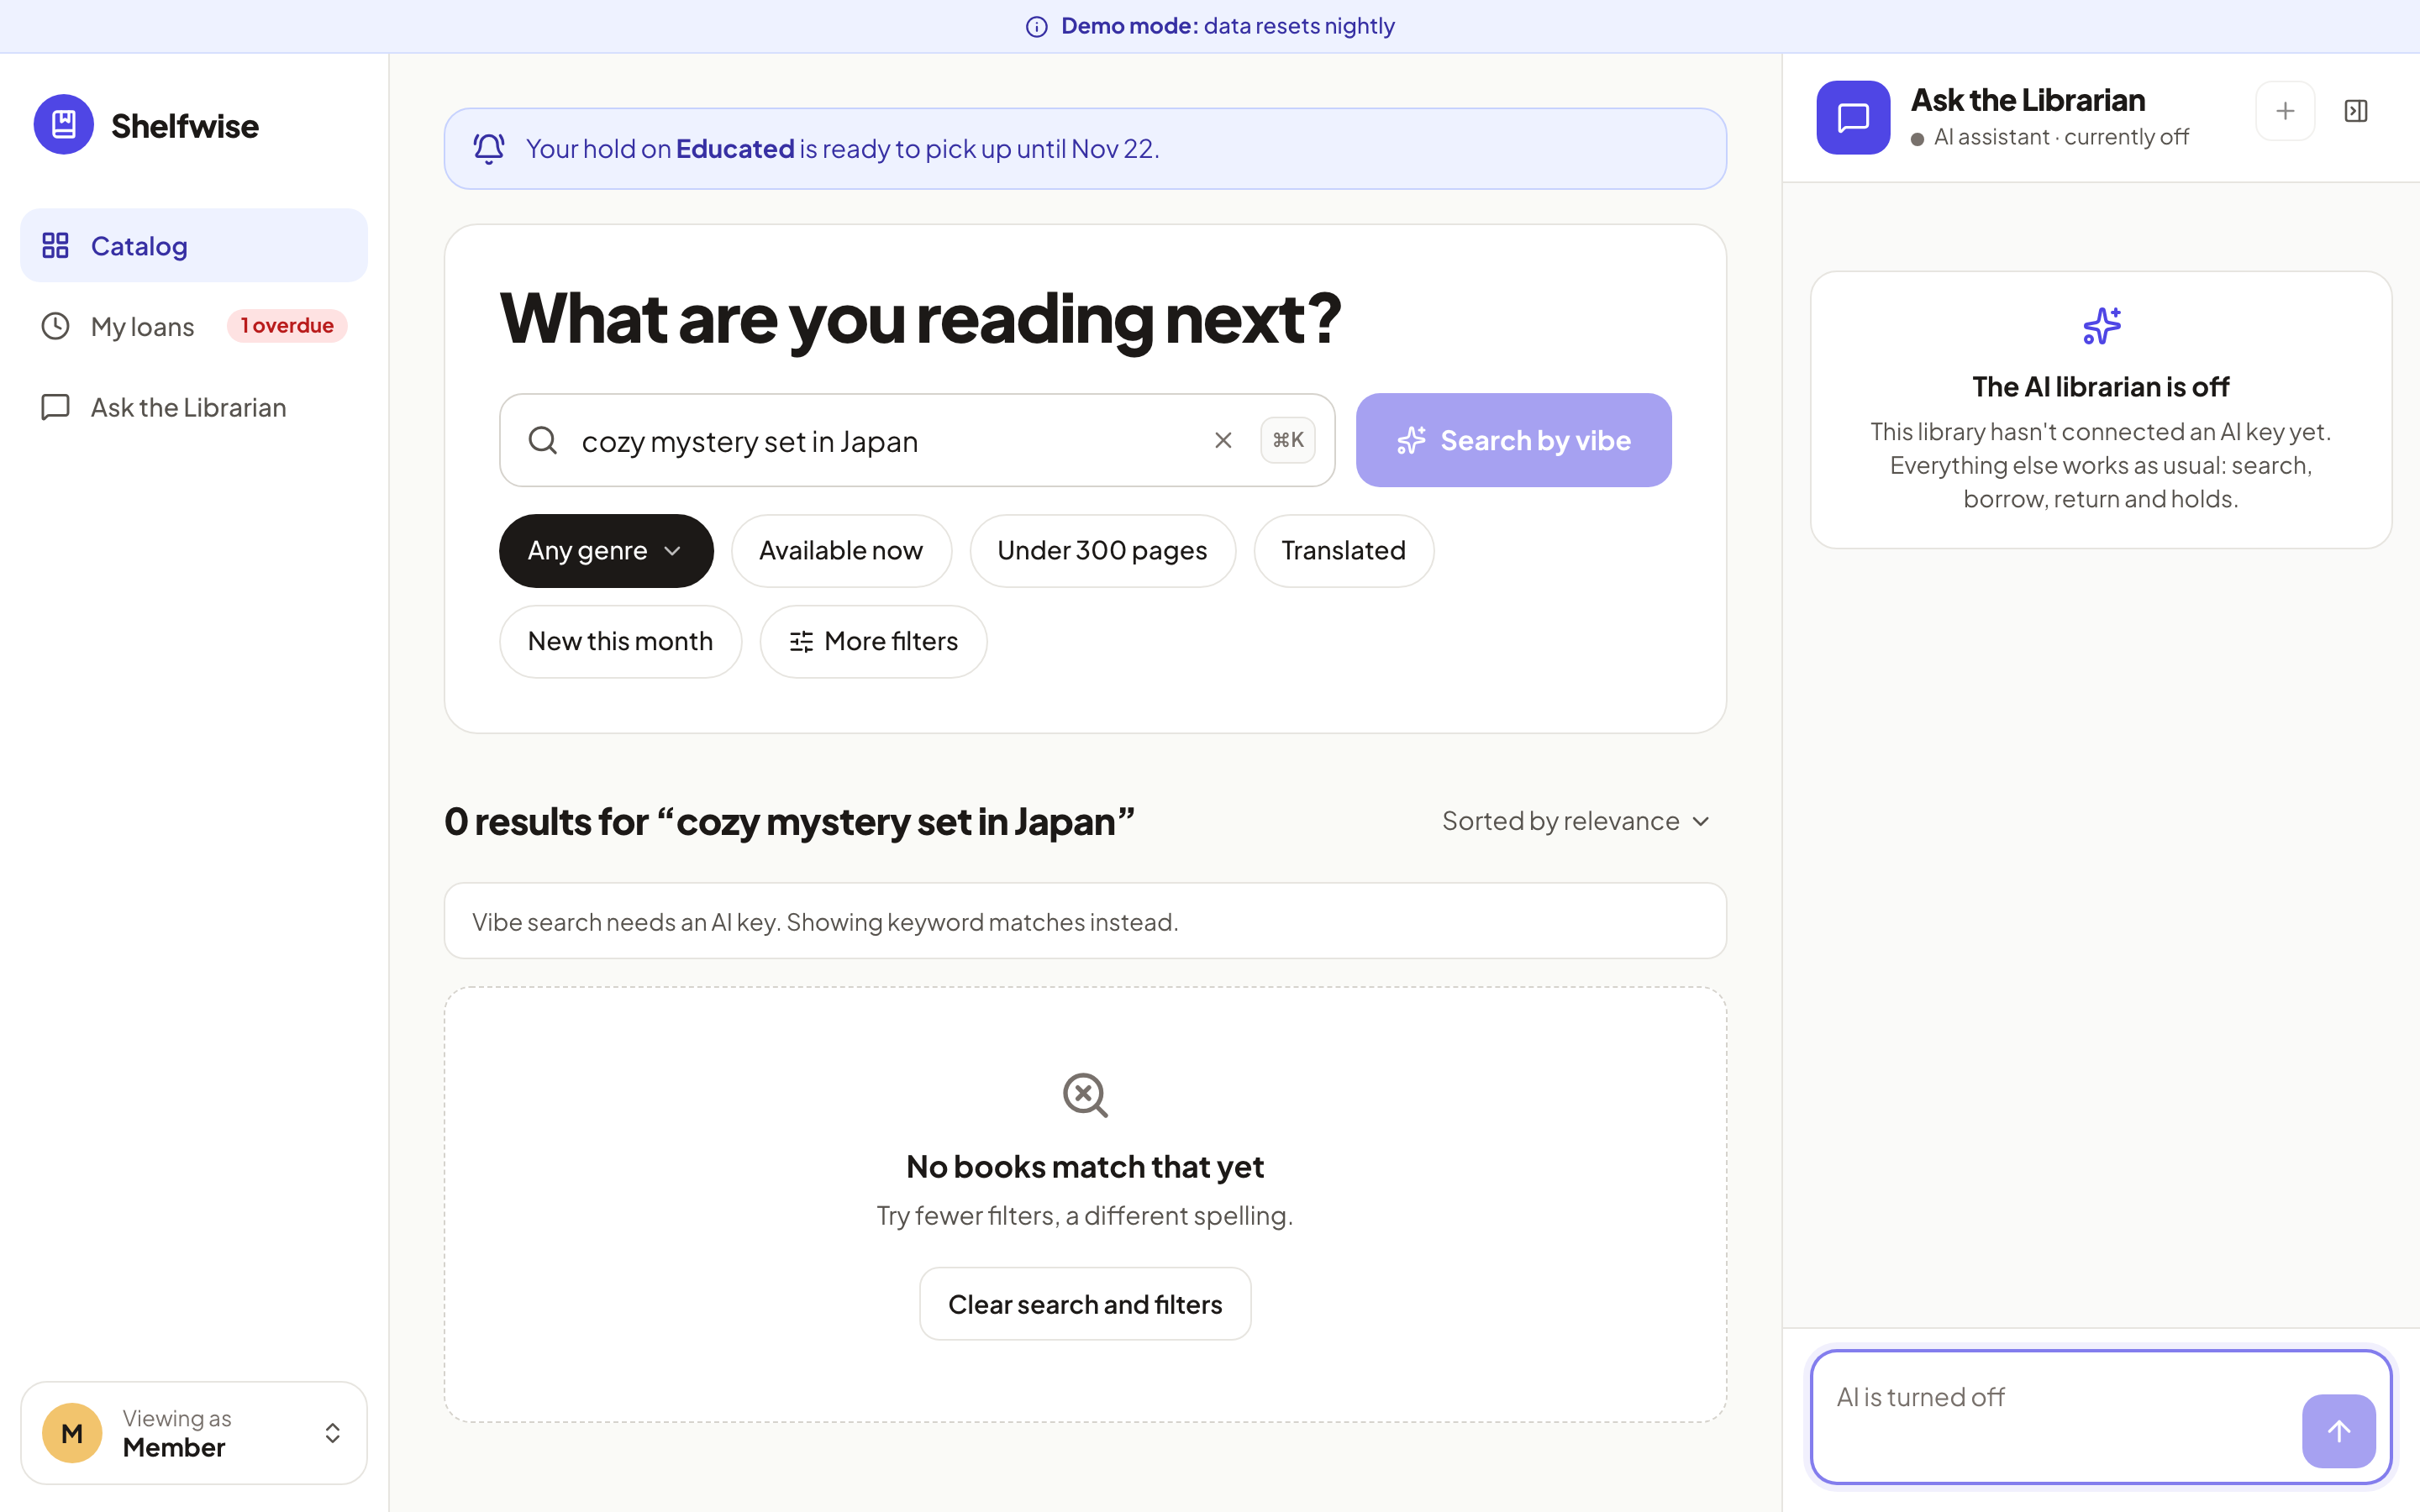 Demo mode: data resets nightly
Shelfwise
Catalog
My loans
1 overdue
Ask the Librarian
Viewing as
M
Member
Your hold on Educated is ready to pick up until Nov 22.
What are you reading next?
cozy mystery set in Japan
⌘K
Search by vibe
Any genre
Available now
Under 300 pages
Translated
New this month
More filters
0 results for “cozy mystery set in Japan”
Sorted by relevance
Vibe search needs an AI key. Showing keyword matches instead.
No books match that yet
Try fewer filters, a different spelling.
Clear search and filters
Ask the Librarian
AI assistant · currently off
The AI librarian is off
This library hasn't connected an AI key yet.
Everything else works as usual: search,
borrow, return and holds.
AI is turned off